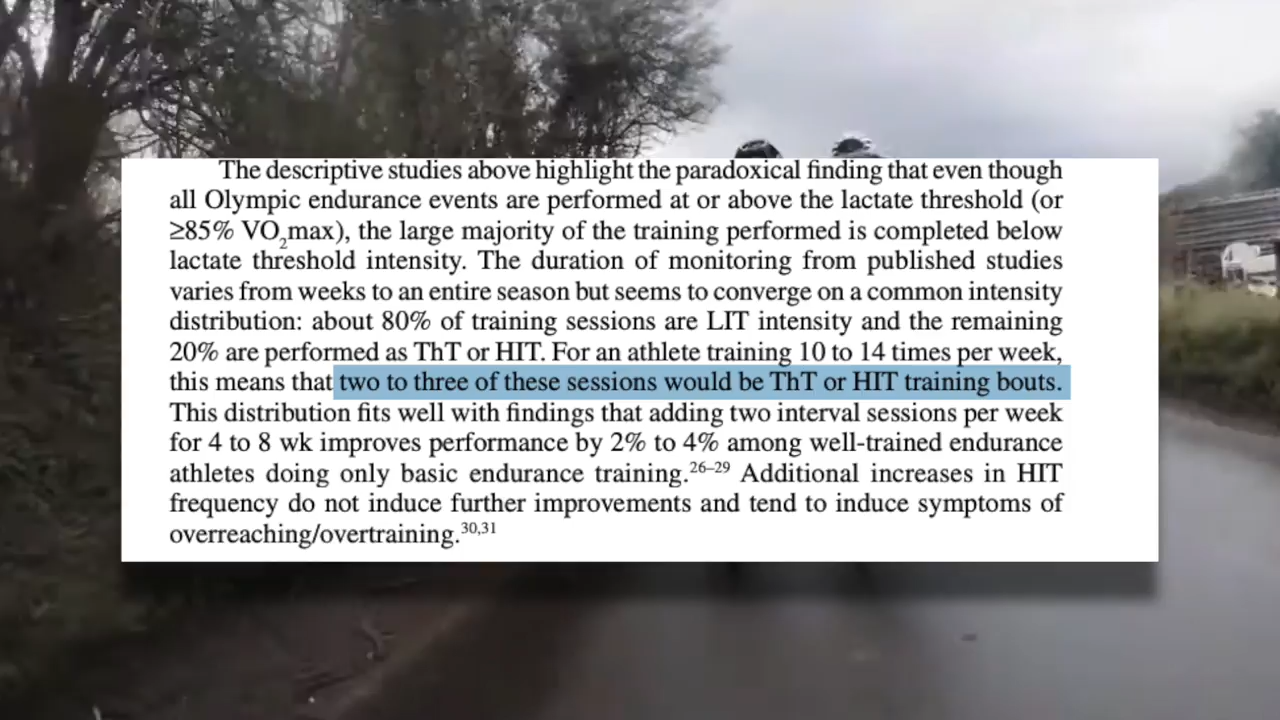 The descriptive studies above highlight the paradoxical finding that even though
all Olympic endurance events are performed at or above the lactate threshold (or
≥85% VO₂max), the large majority of the training performed is completed below
lactate threshold intensity. The duration of monitoring from published studies
varies from weeks to an entire season but seems to converge on a common intensity
distribution: about 80% of training sessions are LIT intensity and the remaining
20% are performed as ThT or HIT. For an athlete training 10 to 14 times per week,
this means that two to three of these sessions would be ThT or HIT training bouts.
This distribution fits well with findings that adding two interval sessions per week
for 4 to 8 wk improves performance by 2% to 4% among well-trained endurance
athletes doing only basic endurance training.²⁶⁻²⁹ Additional increases in HIT
frequency do not induce further improvements and tend to induce symptoms of
overreaching/overtraining.³⁰,³¹